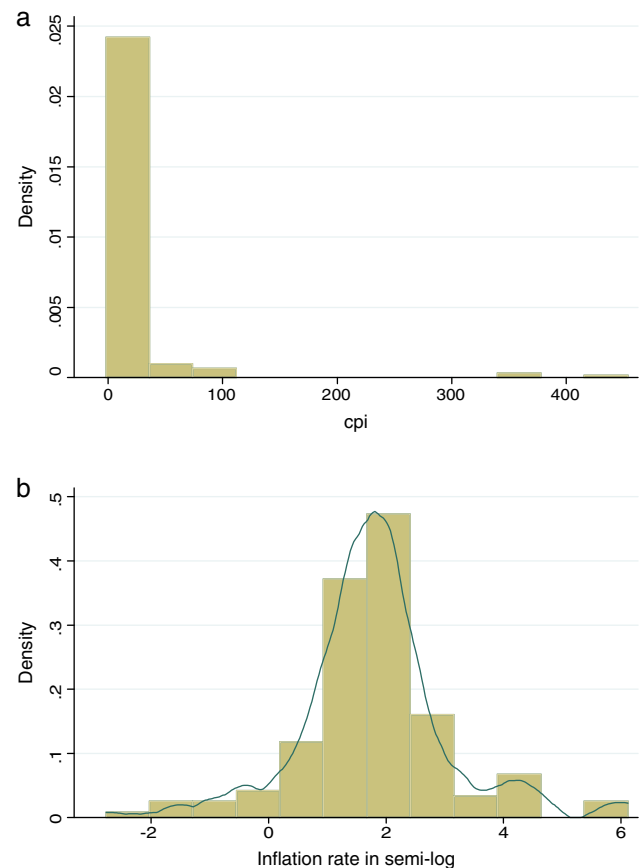 a
.025
.02
.015
.01
.005
0
Density
0 100 200 300 400
cpi
b
.5
.4
.3
.2
.1
0
Density
-2 0 2 4 6
Inflation rate in semi-log